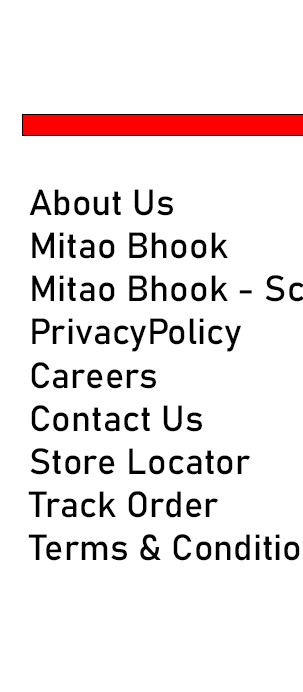 About Us
Mitao Bhook
Mitao Bhook - Sc
PrivacyPolicy
Careers
Contact Us
Store Locator
Track Order
Terms & Conditio